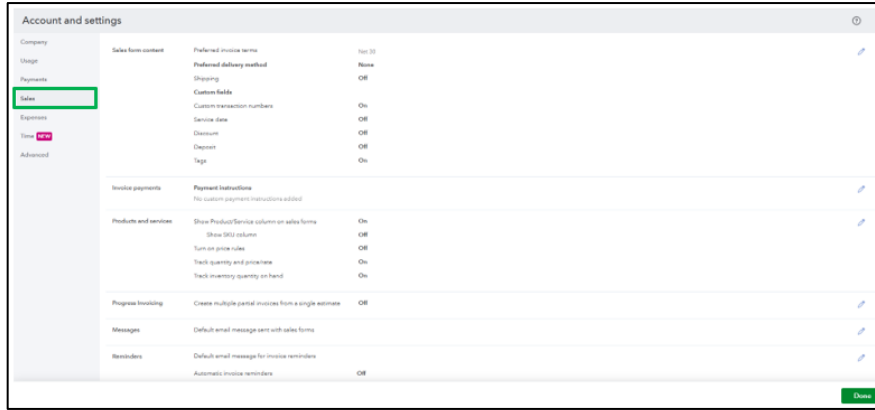 Account and settings
Company
Usage
Payments
Sales
Expenses
Time NEW
Advanced
Sales form content Preferred invoice terms Net 30
Preferred delivery method None
Shipping Off
Custom fields
Custom transaction numbers On
Service date Off
Discount Off
Deposit Off
Tags On
Invoice payments Payment instructions
No custom payment instructions added
Products and services Show Product/Service column on sales forms On
Show SKU column Off
Turn on price rules Off
Track quantity and price/rate On
Track inventory quantity on hand On
Progress Invoicing Create multiple partial invoices from a single estimate Off
Messages Default email message sent with sales forms
Reminders Default email message for invoice reminders
Automatic invoice reminders Off
Done